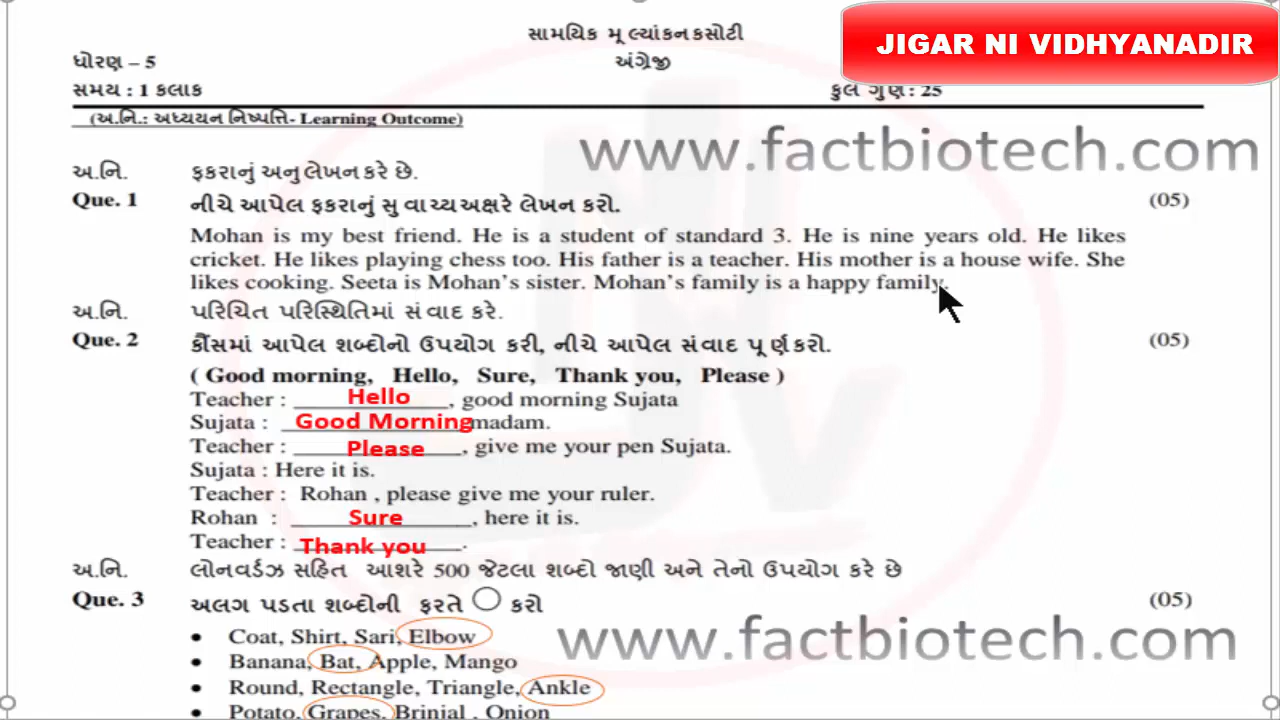 સામયિક મૂલ્યાંકન કસોટી
JIGAR NI VIDHYANADIR
ધોરણ – 5
અંગ્રેજી
સમય : 1 કલાક
કુલ ગુણ : 25
(અ.નિ.: અધ્યયન નિષ્પત્તિ- Learning Outcome)
www.factbiotech.com
અ.નિ. ફકરાનું અનુલેખન કરે છે.
Que. 1 નીચે આપેલ ફકરાનું સુવાચ્ય અક્ષરે લેખન કરો. (05)
Mohan is my best friend. He is a student of standard 3. He is nine years old. He likes
cricket. He likes playing chess too. His father is a teacher. His mother is a house wife. She
likes cooking. Seeta is Mohan's sister. Mohan's family is a happy family.
અ.નિ. પરિચિત પરિસ્થિતિમાં સંવાદ કરે.
Que. 2 કૌંસમાં આપેલ શબ્દોનો ઉપયોગ કરી, નીચે આપેલ સંવાદ પૂર્ણ કરો. (05)
( Good morning, Hello, Sure, Thank you, Please )
Teacher : Hello, good morning Sujata
Sujata : Good Morning madam.
Teacher : Please, give me your pen Sujata.
Sujata : Here it is.
Teacher : Rohan , please give me your ruler.
Rohan : Sure, here it is.
Teacher : Thank you.
અ.નિ. લોનવર્ડઝ સહિત આશરે 500 જેટલા શબ્દો જાણી અને તેનો ઉપયોગ કરે છે
Que. 3 અલગ પડતા શબ્દોની ફરતે ◯ કરો (05)
• Coat, Shirt, Sari, Elbow
www.factbiotech.com
• Banana, Bat, Apple, Mango
• Round, Rectangle, Triangle, Ankle
• Potato, Grapes, Brinjal , Onion